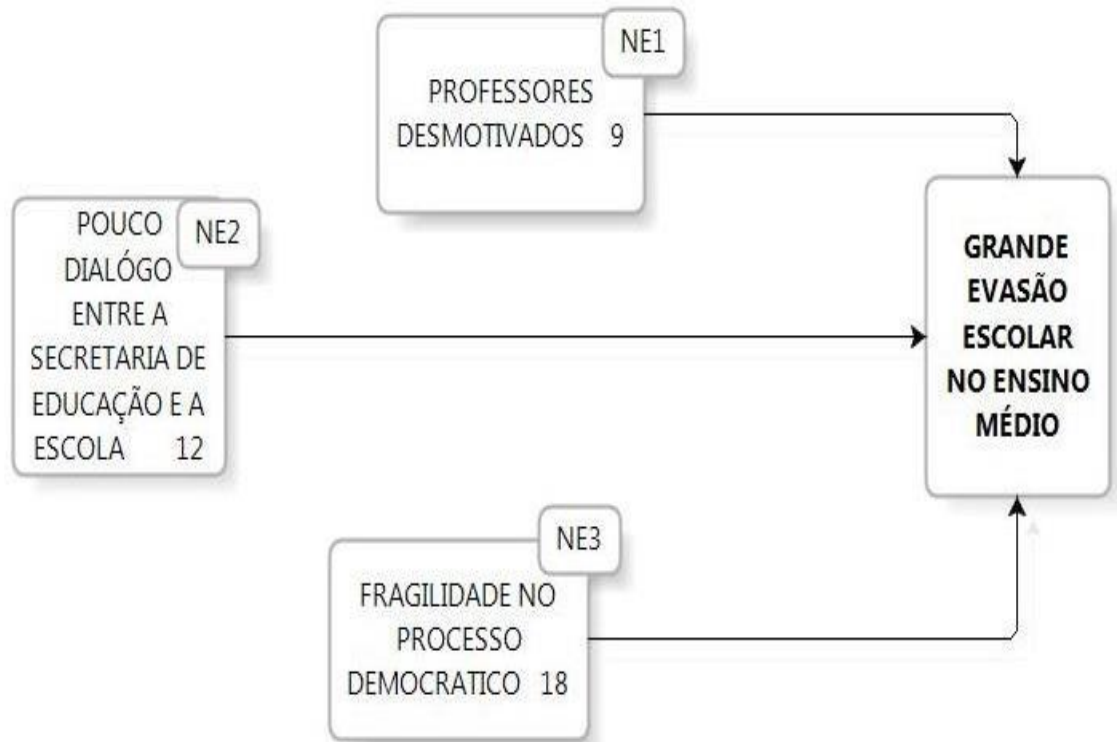 NE1
PROFESSORES
DESMOTIVADOS 9
NE2
POUCO
DIALÓGO
ENTRE A
SECRETARIA DE
EDUCAÇÃO E A
ESCOLA 12
GRANDE
EVASÃO
ESCOLAR
NO ENSINO
MÉDIO
NE3
FRAGILIDADE NO
PROCESSO
DEMOCRATICO 18